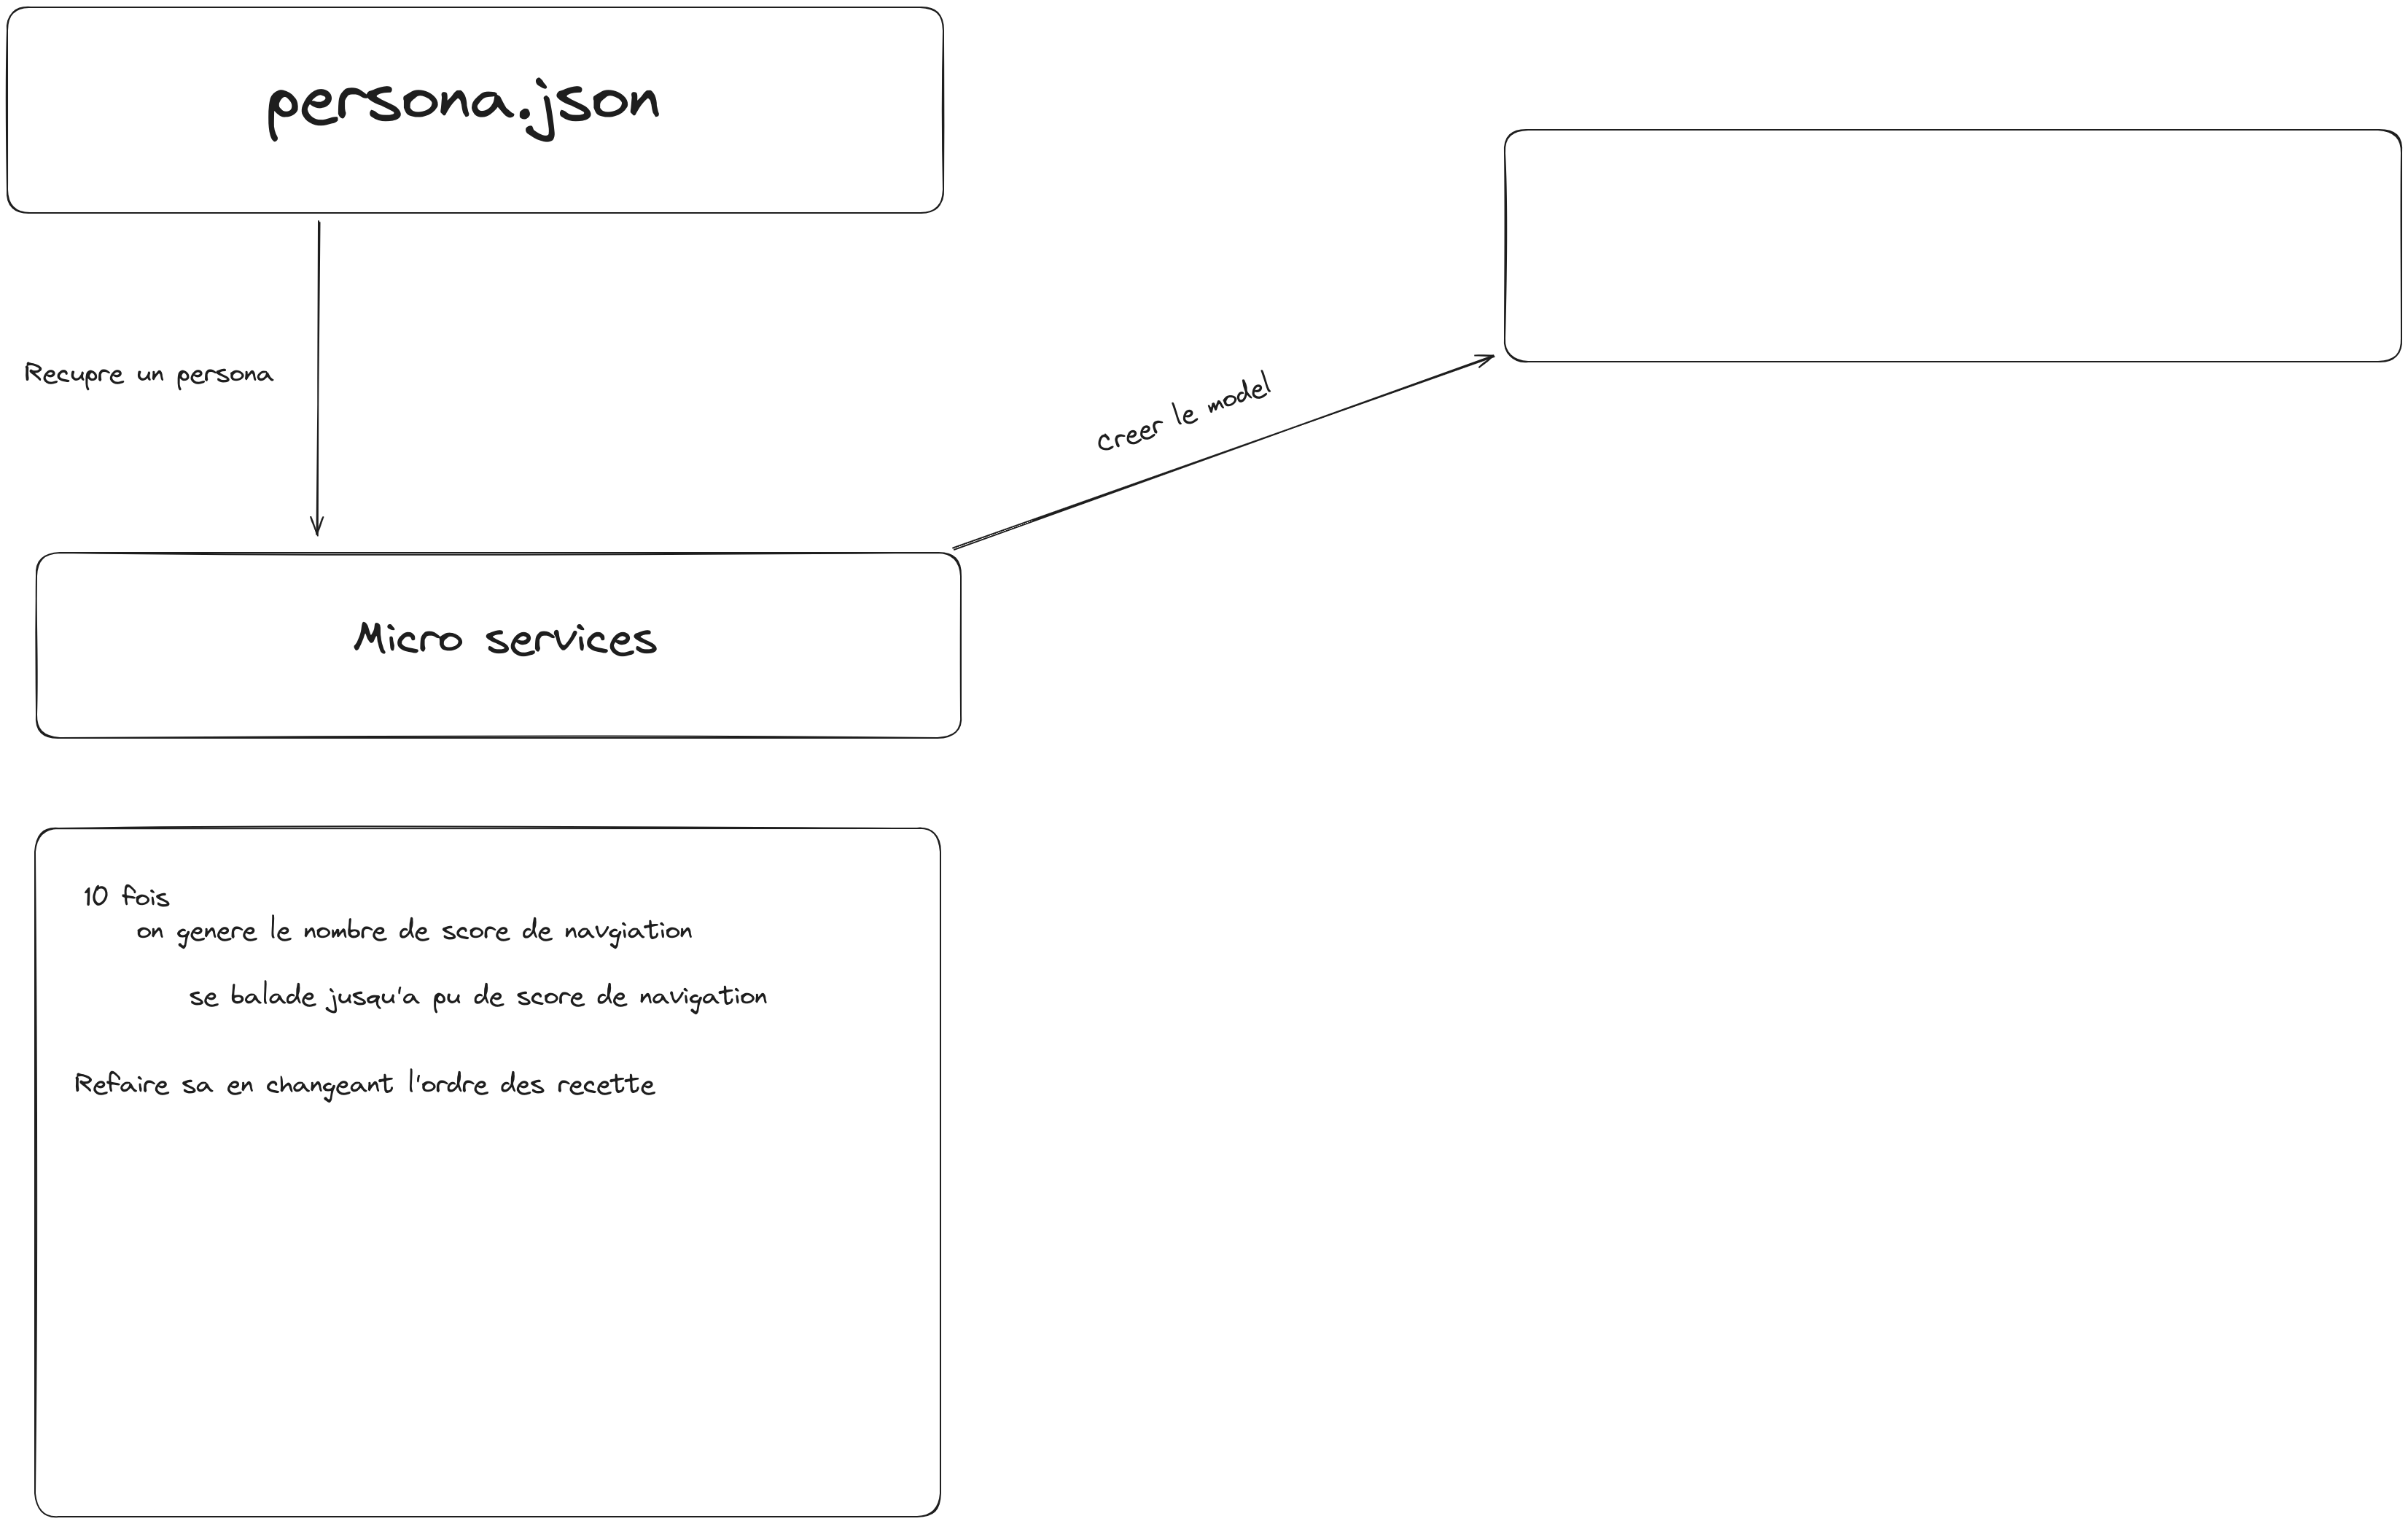 persona.json
Recupre un persona
Creer le model
Micro services
10 fois
on genere le nombre de score de navgiation
se balade jusqu'a pu de score de navigation
Refaire sa en changeant l'ordre des recette